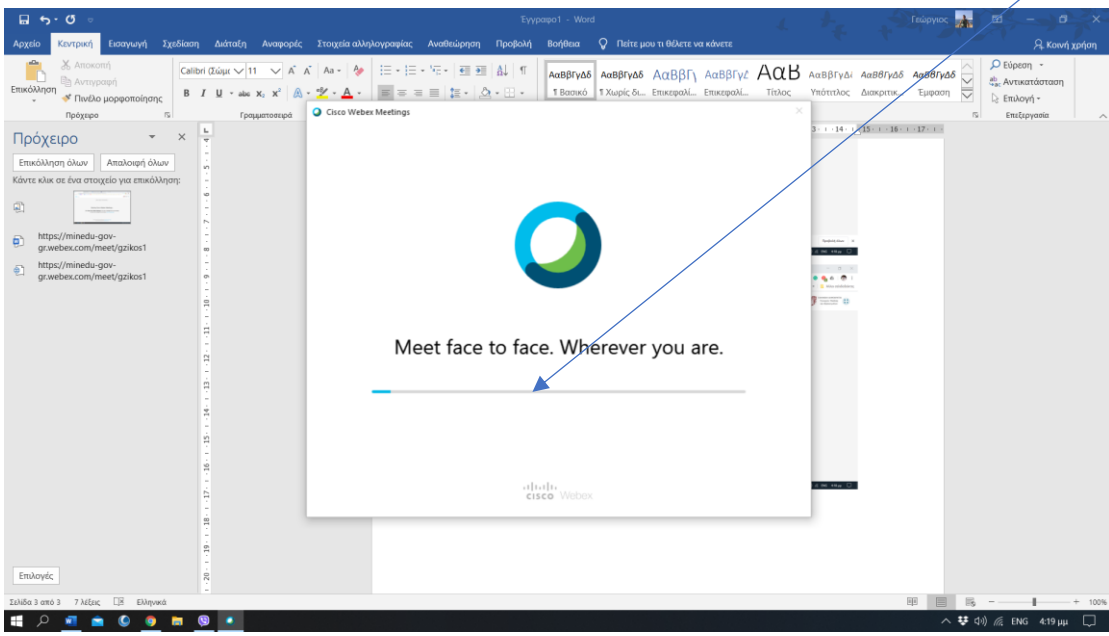 Έγγραφο1 - Word
Γεώργιος
Αρχείο Κεντρική Εισαγωγή Σχεδίαση Διάταξη Αναφορές Στοιχεία αλληλογραφίας Αναθεώρηση Προβολή Βοήθεια Πείτε μου τι θέλετε να κάνετε Κοινή χρήση
Επικόλληση
Αποκοπή
Αντιγραφή
Πινέλο μορφοποίησης
Πρόχειρο
Calibri (Σώμα 11
Aa
B I U abc X₂ X² A A
Γραμματοσειρά
ΑαΒβΓγΔδ ΑαΒβΓγΔδ ΑαΒβΓγ ΑαΒβΓγΔ ΑαΒ ΑαΒβΓγΔδ ΑαΒβΓγΔδ ΑαΒβΓγΔδ
¶ Βασικό ¶ Χωρίς δι... Επικεφαλί... Επικεφαλί... Τίτλος Υπότιτλος Διακριτικ... Έμφαση
Εύρεση
Αντικατάσταση
Επιλογή
Επεξεργασία
Πρόχειρο
Επικόλληση όλων Απαλοιφή όλων
Κάντε κλικ σε ένα στοιχείο για επικόλληση:
https://minedu-gov-
gr.webex.com/meet/gzikos1
https://minedu-gov-
gr.webex.com/meet/gzikos1
Επιλογές
Cisco Webex Meetings
Meet face to face. Wherever you are.
cisco Webex
Σελίδα 3 από 3 7 λέξεις Ελληνικά
100%
ENG 4:19 μμ